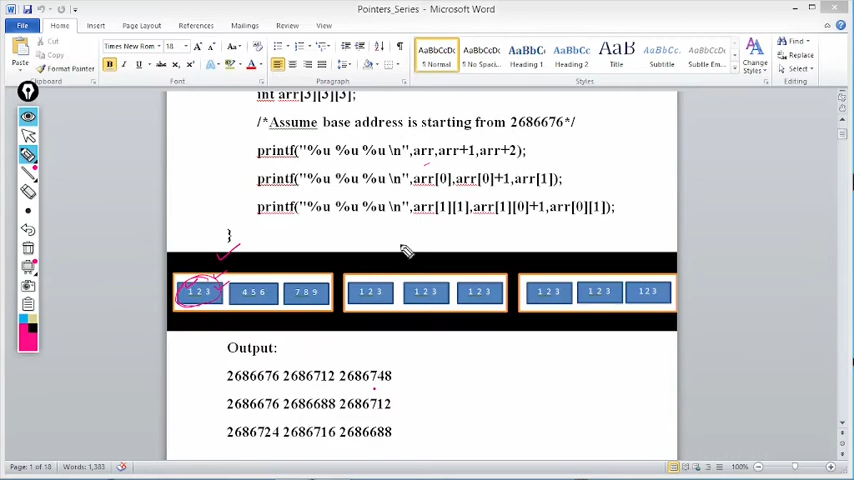 Pointers_Series - Microsoft Word
File Home Insert Page Layout References Mailings Review View
Cut
Copy
Format Painter
Paste
Clipboard
Times New Rom 18
Font
Paragraph
AaBbCcDc AaBbCcDc AaBbCc AaBbCc AaB AaBbCc. AaBbCcDc
¶ Normal ¶ No Spac... Heading 1 Heading 2 Title Subtitle Subtle Em...
Styles
Change Styles
Find
Replace
Select
Editing
int arr[3][3][3];
/*Assume base address is starting from 2686676*/
printf("%u %u %u \n",arr,arr+1,arr+2);
printf("%u %u %u \n",arr[0],arr[0]+1,arr[1]);
printf("%u %u %u \n",arr[1][1],arr[1][0]+1,arr[0][1]);
}
1 2 3 4 5 6 7 8 9 1 2 3 1 2 3 1 2 3 1 2 3 1 2 3 1 2 3
Output:
2686676 2686712 2686748
2686676 2686688 2686712
2686724 2686716 2686688
Page: 1 of 18 Words: 1,383 100%